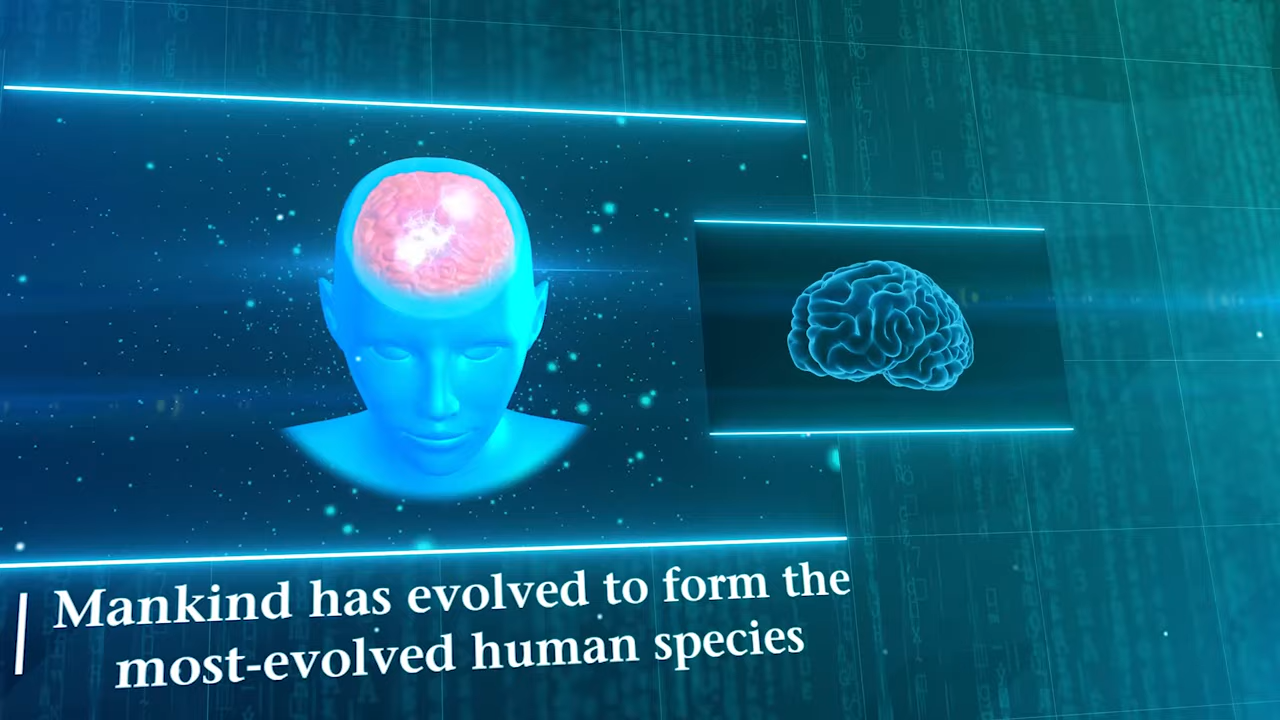 Mankind has evolved to form the
most-evolved human species